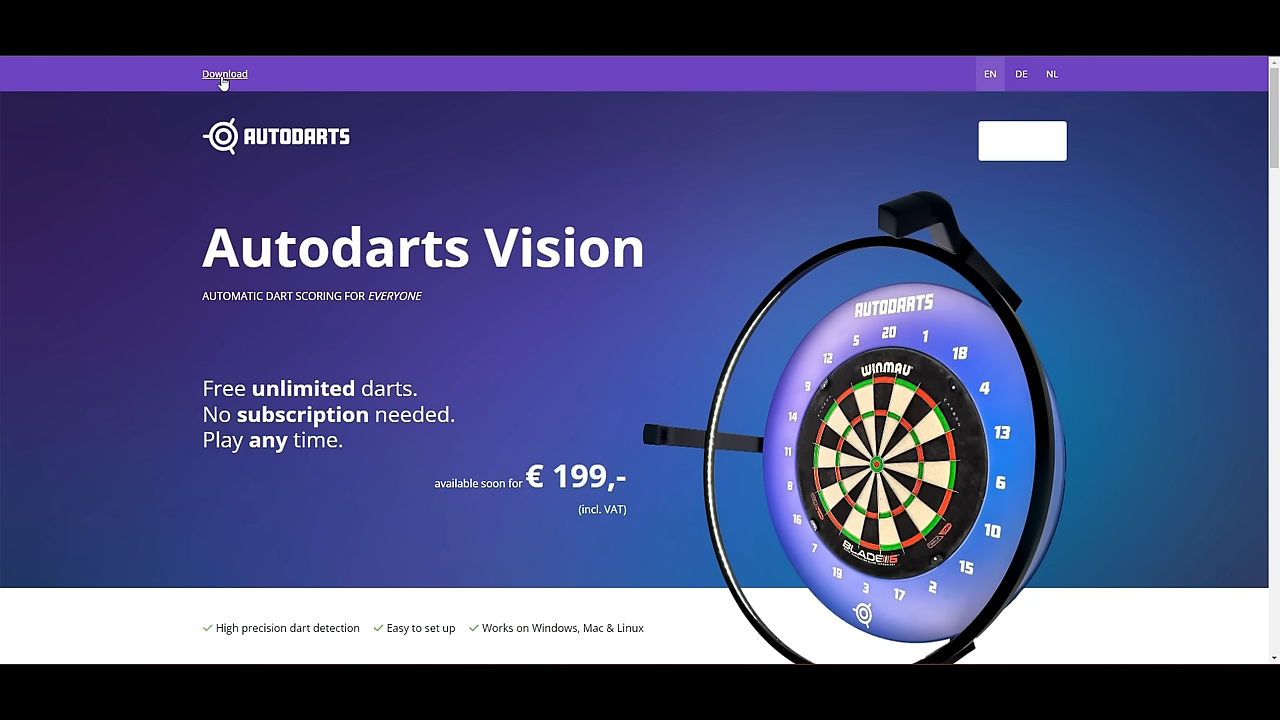 Download
EN DE NL
AUTODARTS
Autodarts Vision
AUTOMATIC DART SCORING FOR EVERYONE
Free unlimited darts.
No subscription needed.
Play any time.
available soon for € 199,-
(incl. VAT)
High precision dart detection
Easy to set up
Works on Windows, Mac & Linux
AUTODARTS
20
1
18
4
13
6
10
15
2
17
3
19
7
16
8
11
14
9
12
5
WINMAU
BLADE 6